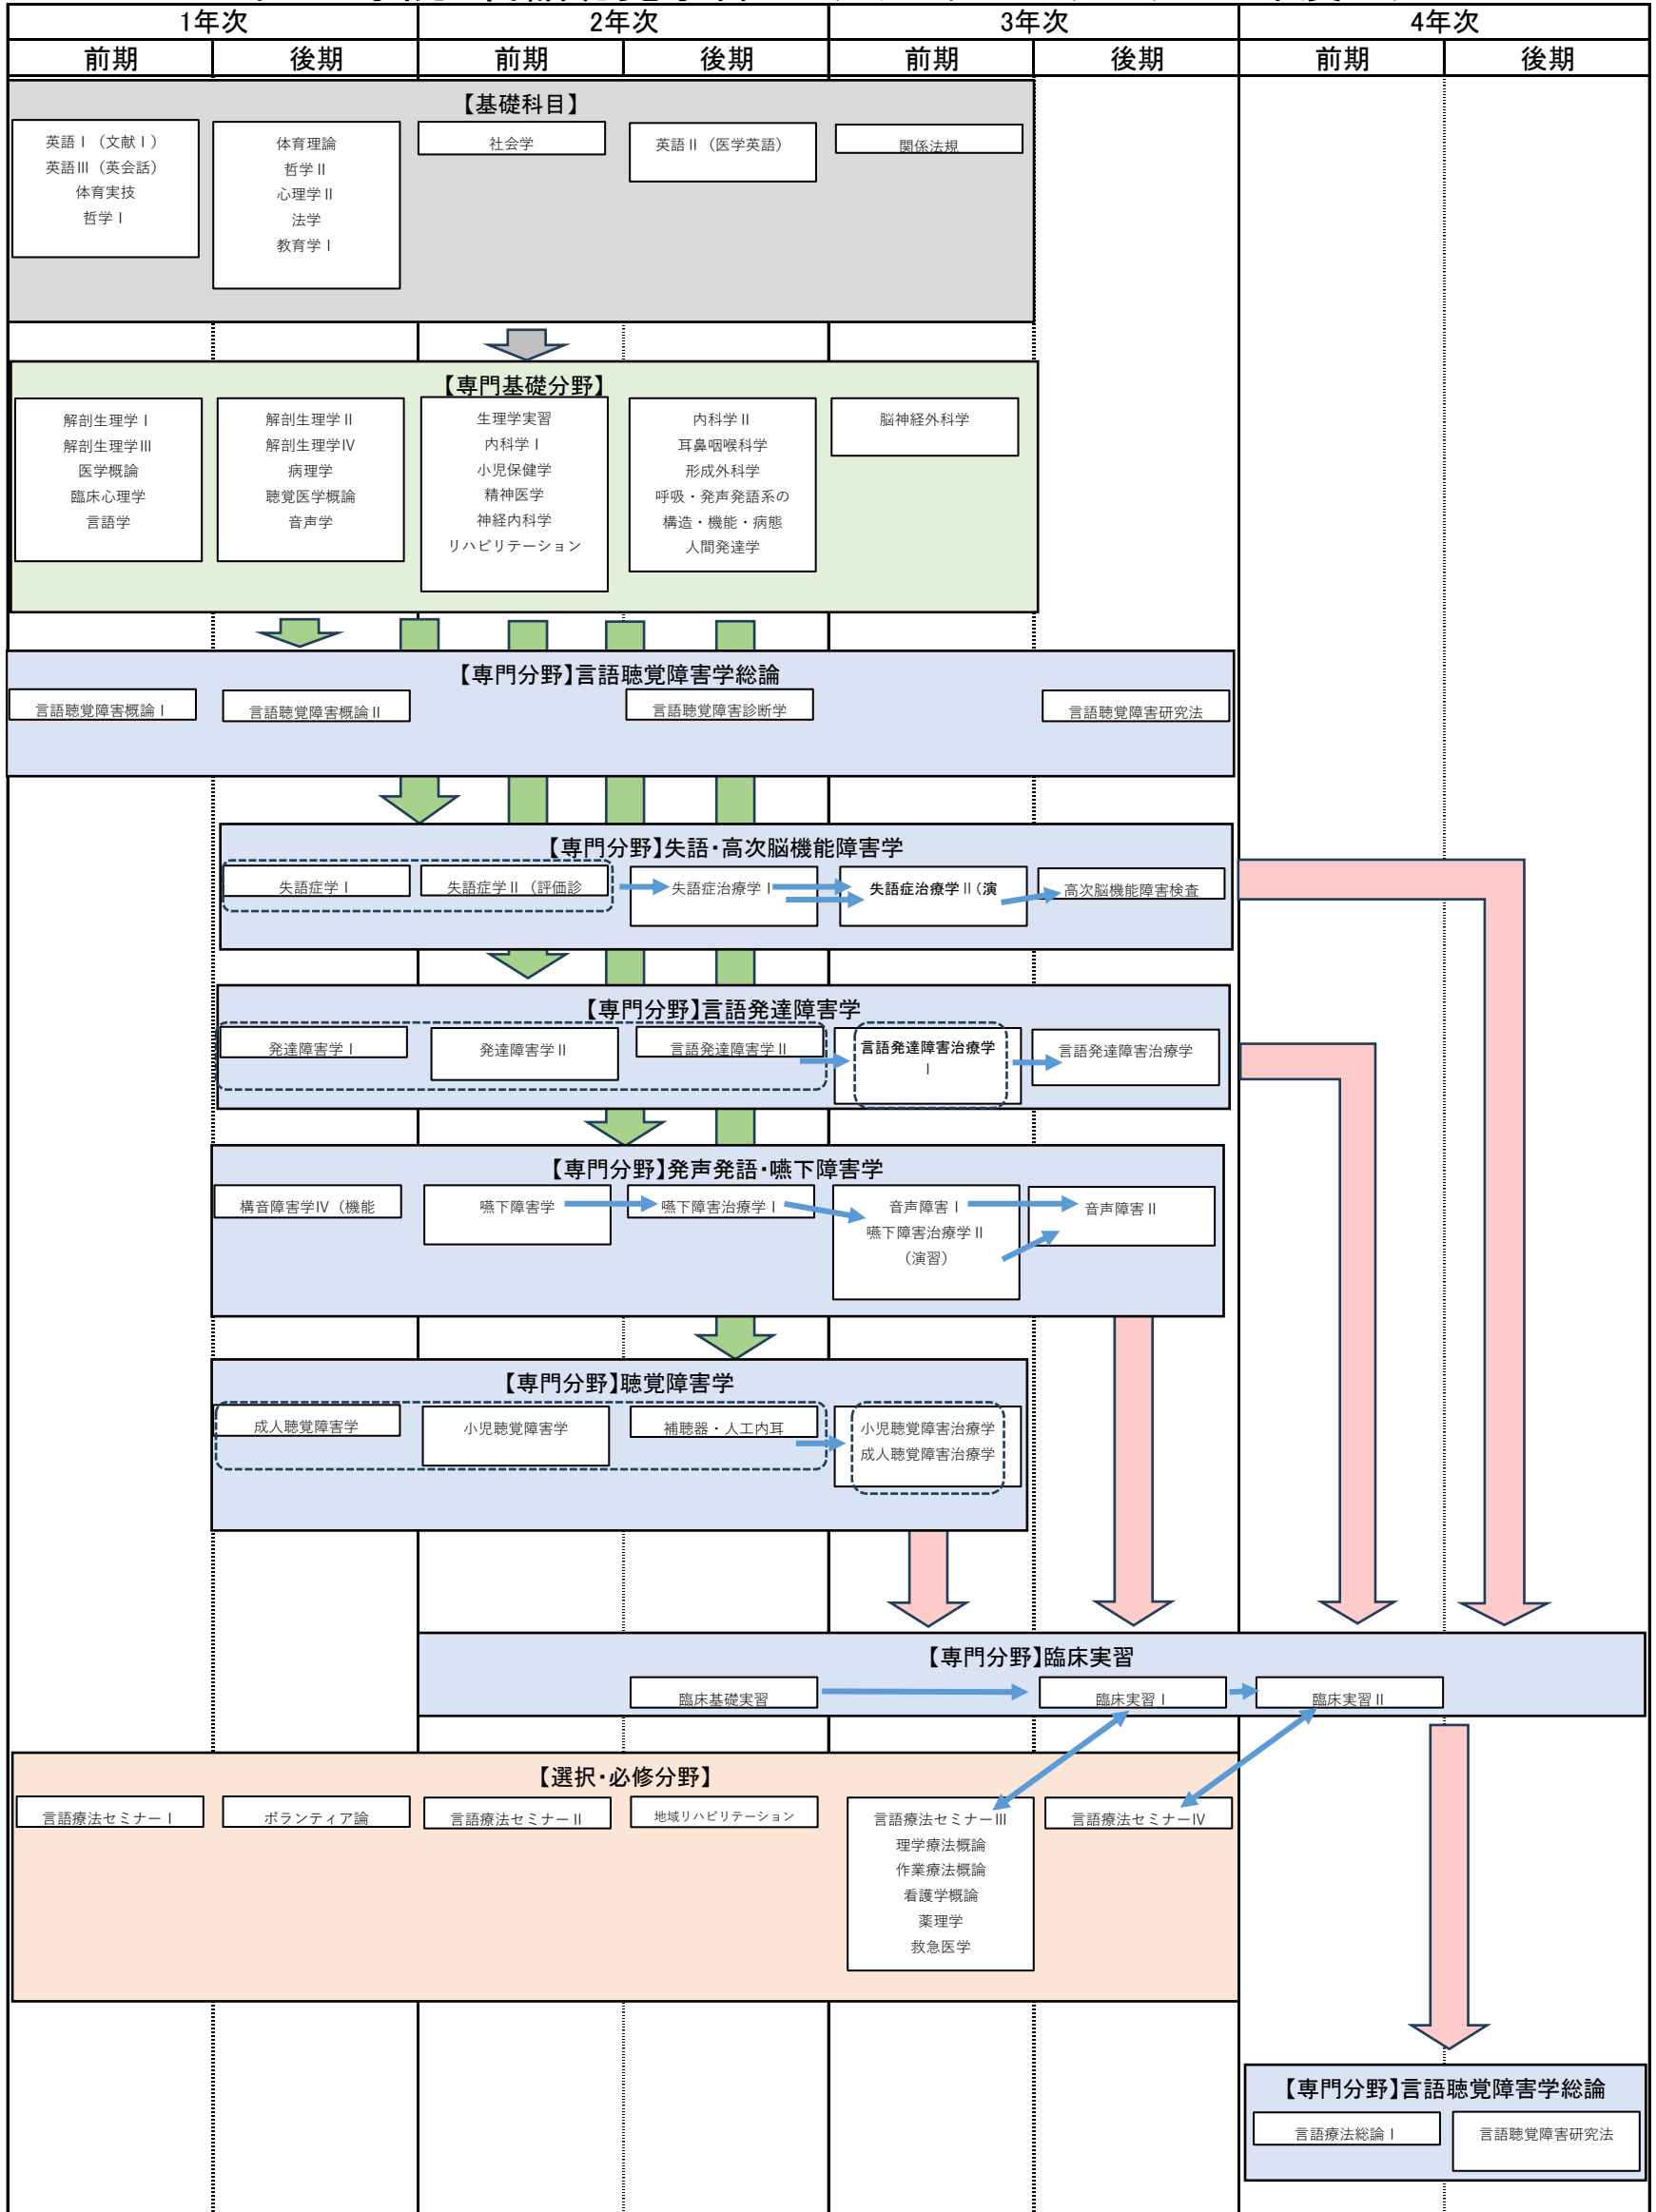 1年次
2年次
3年次
4年次
前期
後期
前期
後期
前期
後期
前期
後期
【基礎科目】
英語Ⅰ（文献Ⅰ）
英語Ⅲ（英会話）
体育実技
哲学Ⅰ
体育理論
哲学Ⅱ
心理学Ⅱ
法学
教育学Ⅰ
社会学
英語Ⅱ（医学英語）
関係法規
【専門基礎分野】
解剖生理学Ⅰ
解剖生理学Ⅲ
医学概論
臨床心理学
言語学
解剖生理学Ⅱ
解剖生理学Ⅳ
病理学
聴覚医学概論
音声学
生理学実習
内科学Ⅰ
小児保健学
精神医学
神経内科学
リハビリテーション
内科学Ⅱ
耳鼻咽喉科学
形成外科学
呼吸・発声発語系の
構造・機能・病態
人間発達学
脳神経外科学
【専門分野】言語聴覚障害学総論
言語聴覚障害概論Ⅰ
言語聴覚障害概論Ⅱ
言語聴覚障害診断学
言語聴覚障害研究法
【専門分野】失語・高次脳機能障害学
失語症学Ⅰ
失語症学Ⅱ（評価診
失語症治療学Ⅰ
失語症治療学Ⅱ（演
高次脳機能障害検査
【専門分野】言語発達障害学
発達障害学Ⅰ
発達障害学Ⅱ
言語発達障害学Ⅱ
言語発達障害治療学
Ⅰ
言語発達障害治療学
【専門分野】発声発語・嚥下障害学
構音障害学Ⅳ（機能
嚥下障害学
嚥下障害治療学Ⅰ
音声障害Ⅰ
嚥下障害治療学Ⅱ
（演習）
音声障害Ⅱ
【専門分野】聴覚障害学
成人聴覚障害学
小児聴覚障害学
補聴器・人工内耳
小児聴覚障害治療学
成人聴覚障害治療学
【専門分野】臨床実習
臨床基礎実習
臨床実習Ⅰ
臨床実習Ⅱ
【選択・必修分野】
言語療法セミナーⅠ
ボランティア論
言語療法セミナーⅡ
地域リハビリテーション
言語療法セミナーⅢ
理学療法概論
作業療法概論
看護学概論
薬理学
救急医学
言語療法セミナーⅣ
【専門分野】言語聴覚障害学総論
言語療法総論Ⅰ
言語聴覚障害研究法